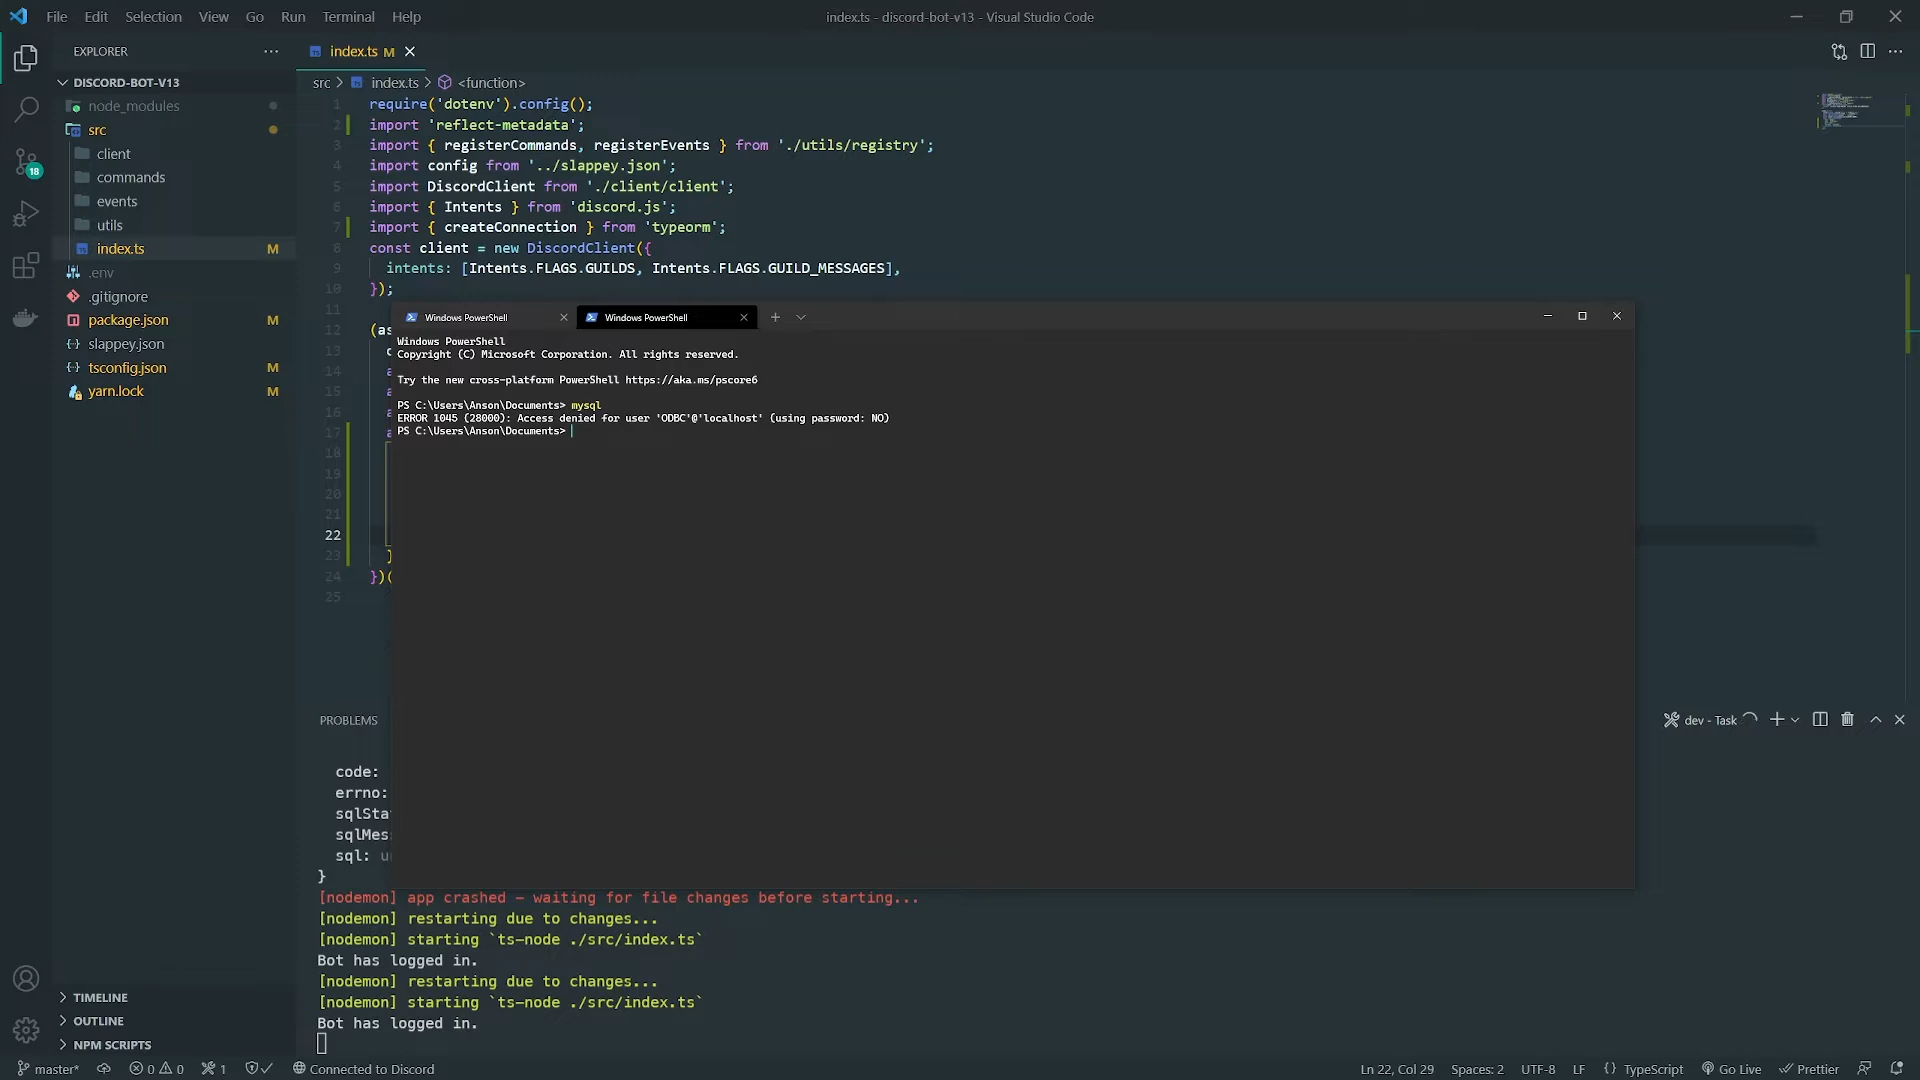 File Edit Selection View Go Run Terminal Help
index.ts - discord-bot-v13 - Visual Studio Code
EXPLORER
index.ts M
DISCORD-BOT-V13
node_modules
src
client
commands
events
utils
index.ts M
.env
.gitignore
package.json M
slappey.json
tsconfig.json M
yarn.lock M
18
TIMELINE
OUTLINE
NPM SCRIPTS
src > index.ts > <function>
1 require('dotenv').config();
2 import 'reflect-metadata';
3 import { registerCommands, registerEvents } from './utils/registry';
4 import config from '../slappey.json';
5 import DiscordClient from './client/client';
6 import { Intents } from 'discord.js';
7 import { createConnection } from 'typeorm';
8 const client = new DiscordClient({
9 intents: [Intents.FLAGS.GUILDS, Intents.FLAGS.GUILD_MESSAGES],
10 });
11
12 (as
13
14 a
15 a
16 a
17 a
18
19
20
21
22
23 }
24 })(
25
Windows PowerShell
Windows PowerShell
Windows PowerShell
Copyright (C) Microsoft Corporation. All rights reserved.
Try the new cross-platform PowerShell https://aka.ms/pscore6
PS C:\Users\Anson\Documents> mysql
ERROR 1045 (28000): Access denied for user 'ODBC'@'localhost' (using password: NO)
PS C:\Users\Anson\Documents>
PROBLEMS
dev - Task
code:
errno:
sqlSta
sqlMes
sql: u
}
[nodemon] app crashed - waiting for file changes before starting...
[nodemon] restarting due to changes...
[nodemon] starting `ts-node ./src/index.ts`
Bot has logged in.
[nodemon] restarting due to changes...
[nodemon] starting `ts-node ./src/index.ts`
Bot has logged in.
master* 0 0 1 Connected to Discord
Ln 22, Col 29 Spaces: 2 UTF-8 LF {} TypeScript Go Live Prettier